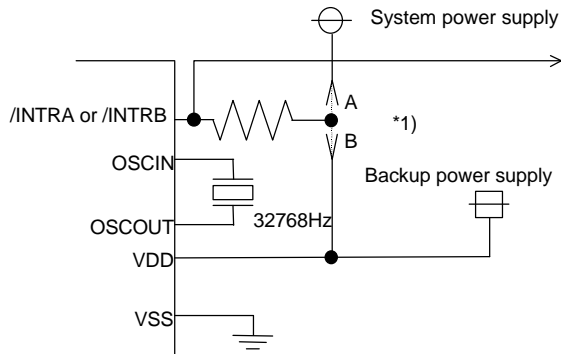 System power supply
A
/INTRA or /INTRB
*1)
B
OSCIN
Backup power supply
OSCOUT
32768Hz
VDD
VSS